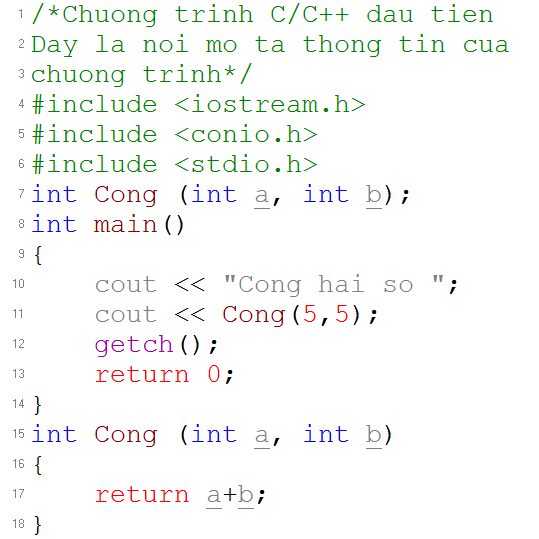 1 /*Chuong trinh C/C++ dau tien
2 Day la noi mo ta thong tin cua
3 chuong trinh*/
4 #include <iostream.h>
5 #include <conio.h>
6 #include <stdio.h>
7 int Cong (int a, int b);
8 int main()
9 {
10     cout << "Cong hai so ";
11     cout << Cong(5,5);
12     getch();
13     return 0;
14 }
15 int Cong (int a, int b)
16 {
17     return a+b;
18 }